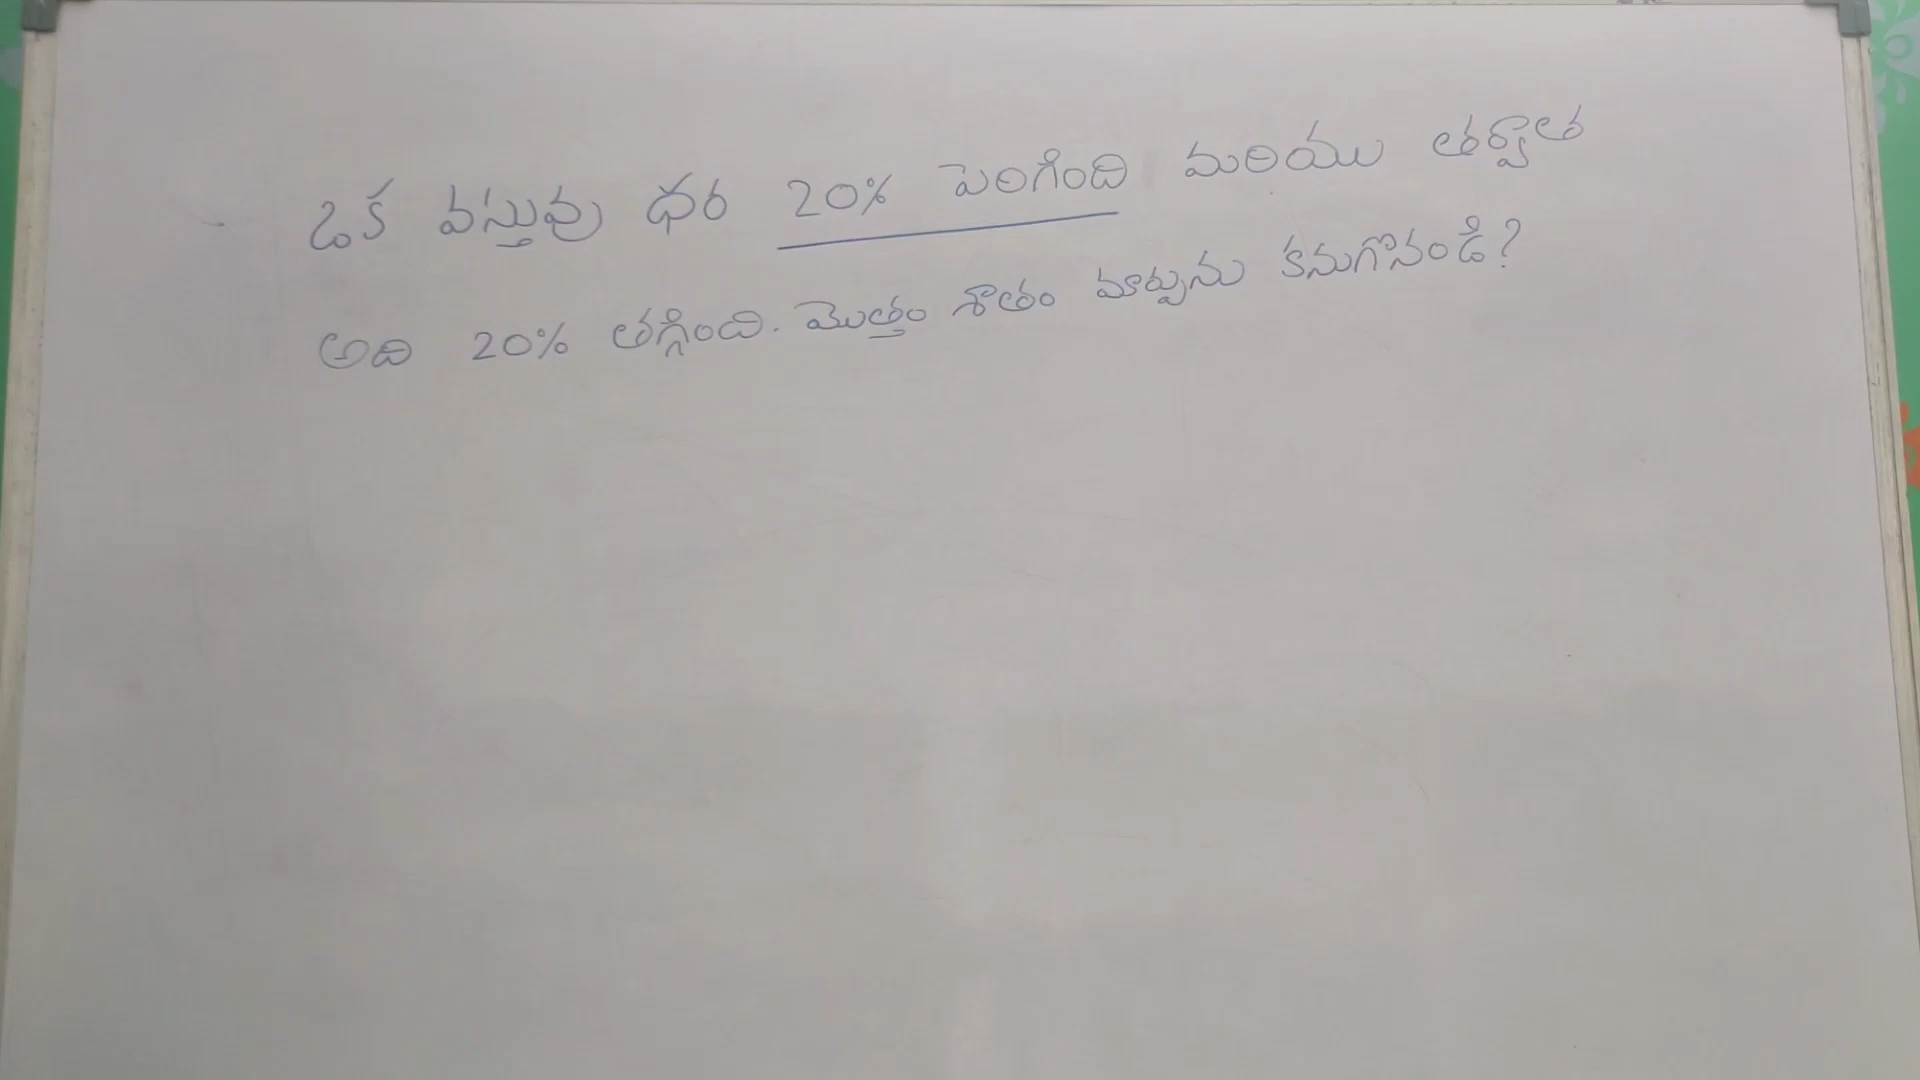 ఒక వస్తువు ధర 20% పెరిగింది మరియు తర్వాత
అది 20% తగ్గింది. మొత్తం శాతం మార్పును కనుగొనండి?